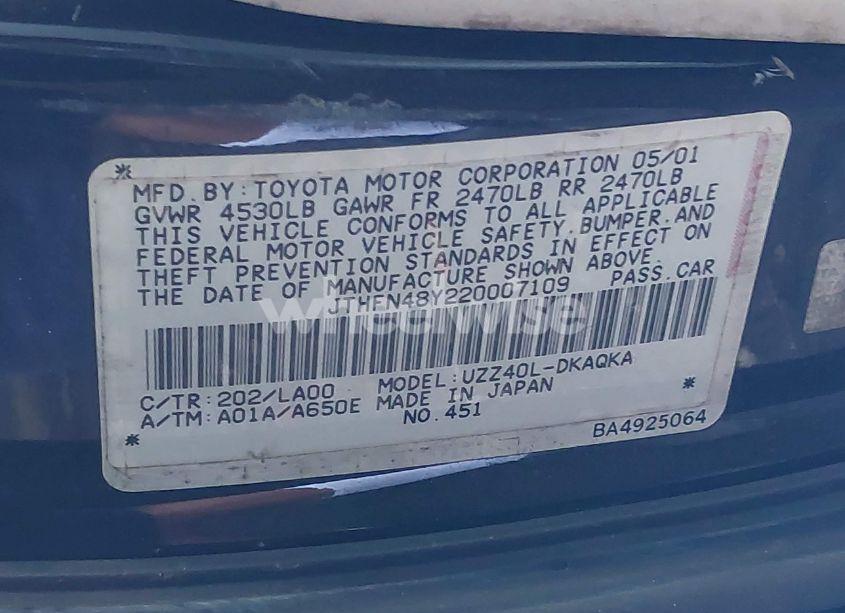 MFD. BY: TOYOTA MOTOR CORPORATION 05/01
GVWR 4530LB GAWR FR 2470LB RR 2470LB
THIS VEHICLE CONFORMS TO ALL APPLICABLE
FEDERAL MOTOR VEHICLE SAFETY, BUMPER, AND
THEFT PREVENTION STANDARDS IN EFFECT ON
THE DATE OF MANUFACTURE SHOWN ABOVE.
JTHFN48Y220007109 PASS. CAR
wheelwise
C/TR: 202/LA00 MODEL: UZZ40L-DKAQKA
A/TM: A01A/A650E MADE IN JAPAN
NO. 451
BA4925064